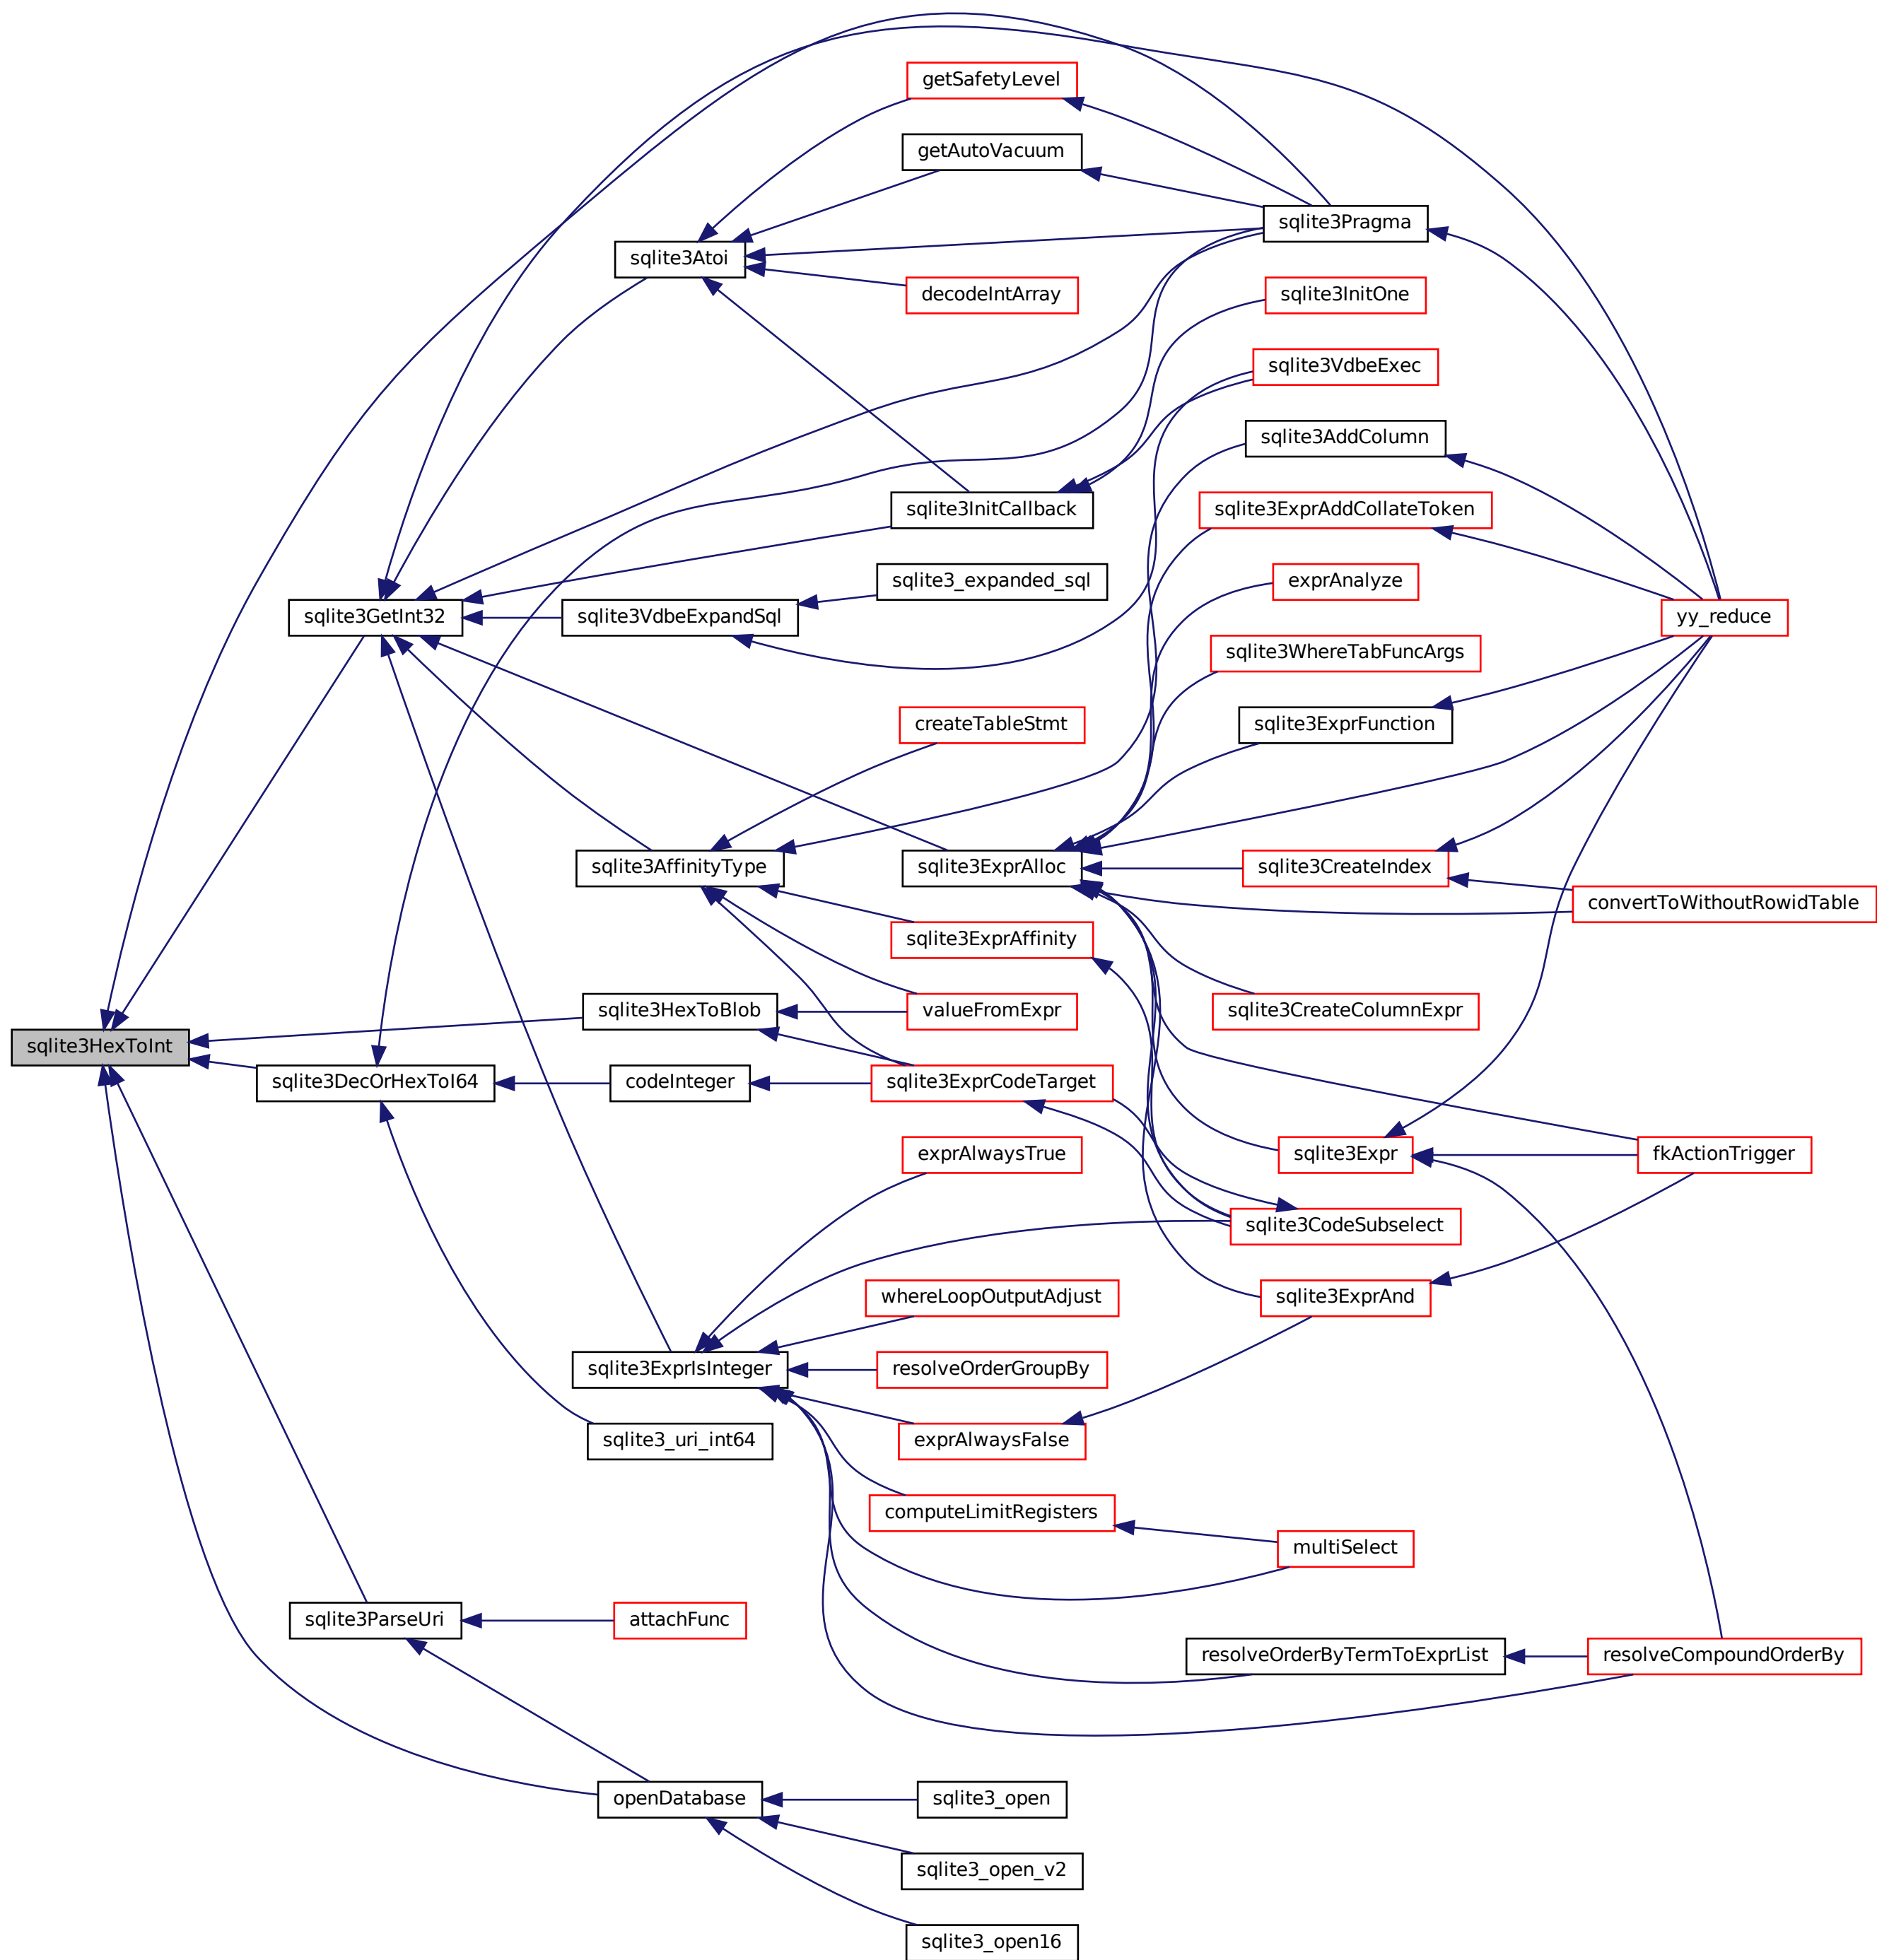 getSafetyLevel
getAutoVacuum
sqlite3Pragma
sqlite3Atoi
decodeIntArray
sqlite3InitOne
sqlite3VdbeExec
sqlite3AddColumn
sqlite3InitCallback
sqlite3ExprAddCollateToken
sqlite3_expanded_sql
exprAnalyze
sqlite3GetInt32
sqlite3VdbeExpandSql
yy_reduce
sqlite3WhereTabFuncArgs
createTableStmt
sqlite3ExprFunction
sqlite3AffinityType
sqlite3ExprAlloc
sqlite3CreateIndex
convertToWithoutRowidTable
sqlite3ExprAffinity
sqlite3HexToBlob
valueFromExpr
sqlite3CreateColumnExpr
sqlite3HexToInt
sqlite3DecOrHexToI64
codeInteger
sqlite3ExprCodeTarget
exprAlwaysTrue
sqlite3Expr
fkActionTrigger
sqlite3CodeSubselect
whereLoopOutputAdjust
sqlite3ExprAnd
sqlite3ExprIsInteger
resolveOrderGroupBy
sqlite3_uri_int64
exprAlwaysFalse
computeLimitRegisters
multiSelect
sqlite3ParseUri
attachFunc
resolveOrderByTermToExprList
resolveCompoundOrderBy
openDatabase
sqlite3_open
sqlite3_open_v2
sqlite3_open16